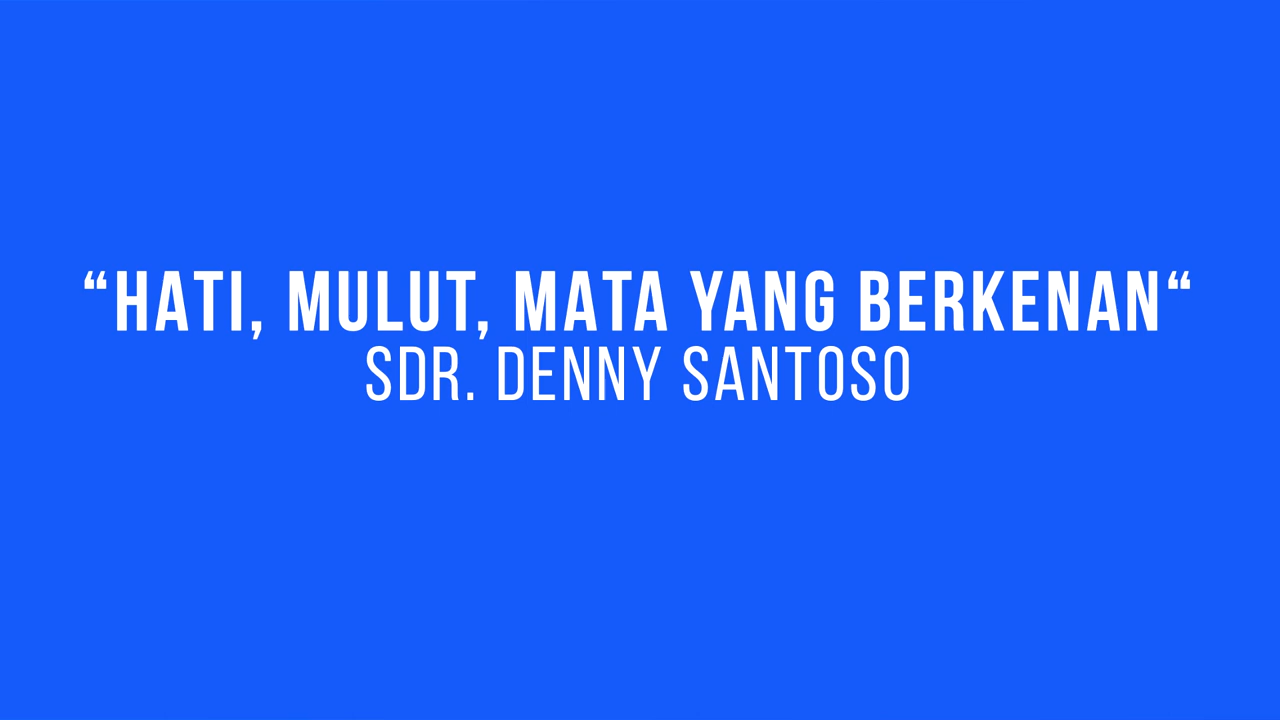 “HATI, MULUT, MATA YANG BERKENAN“
SDR. DENNY SANTOSO